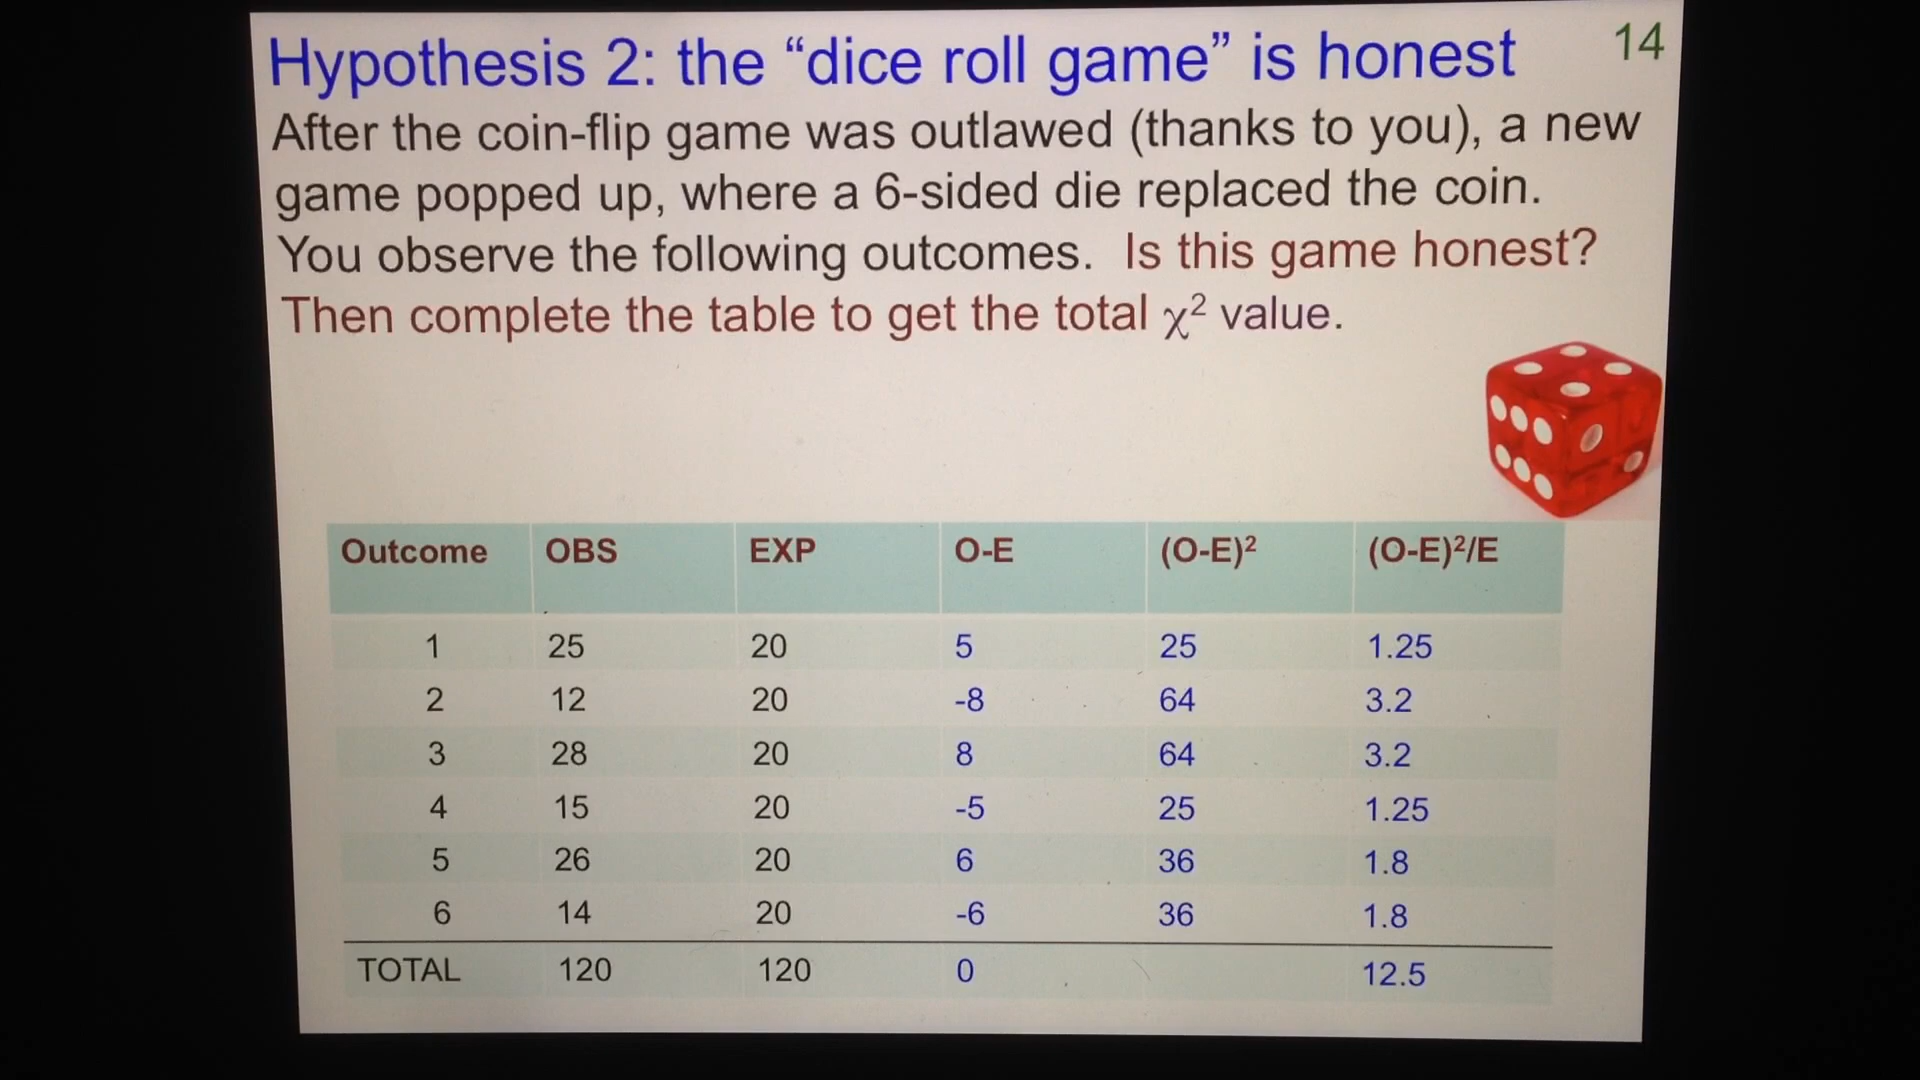 Hypothesis 2: the “dice roll game” is honest
14
After the coin-flip game was outlawed (thanks to you), a new
game popped up, where a 6-sided die replaced the coin.
You observe the following outcomes. Is this game honest?
Then complete the table to get the total χ² value.
Outcome OBS EXP O-E (O-E)² (O-E)²/E
1 25 20 5 25 1.25
2 12 20 -8 64 3.2
3 28 20 8 64 3.2
4 15 20 -5 25 1.25
5 26 20 6 36 1.8
6 14 20 -6 36 1.8
TOTAL 120 120 0 12.5